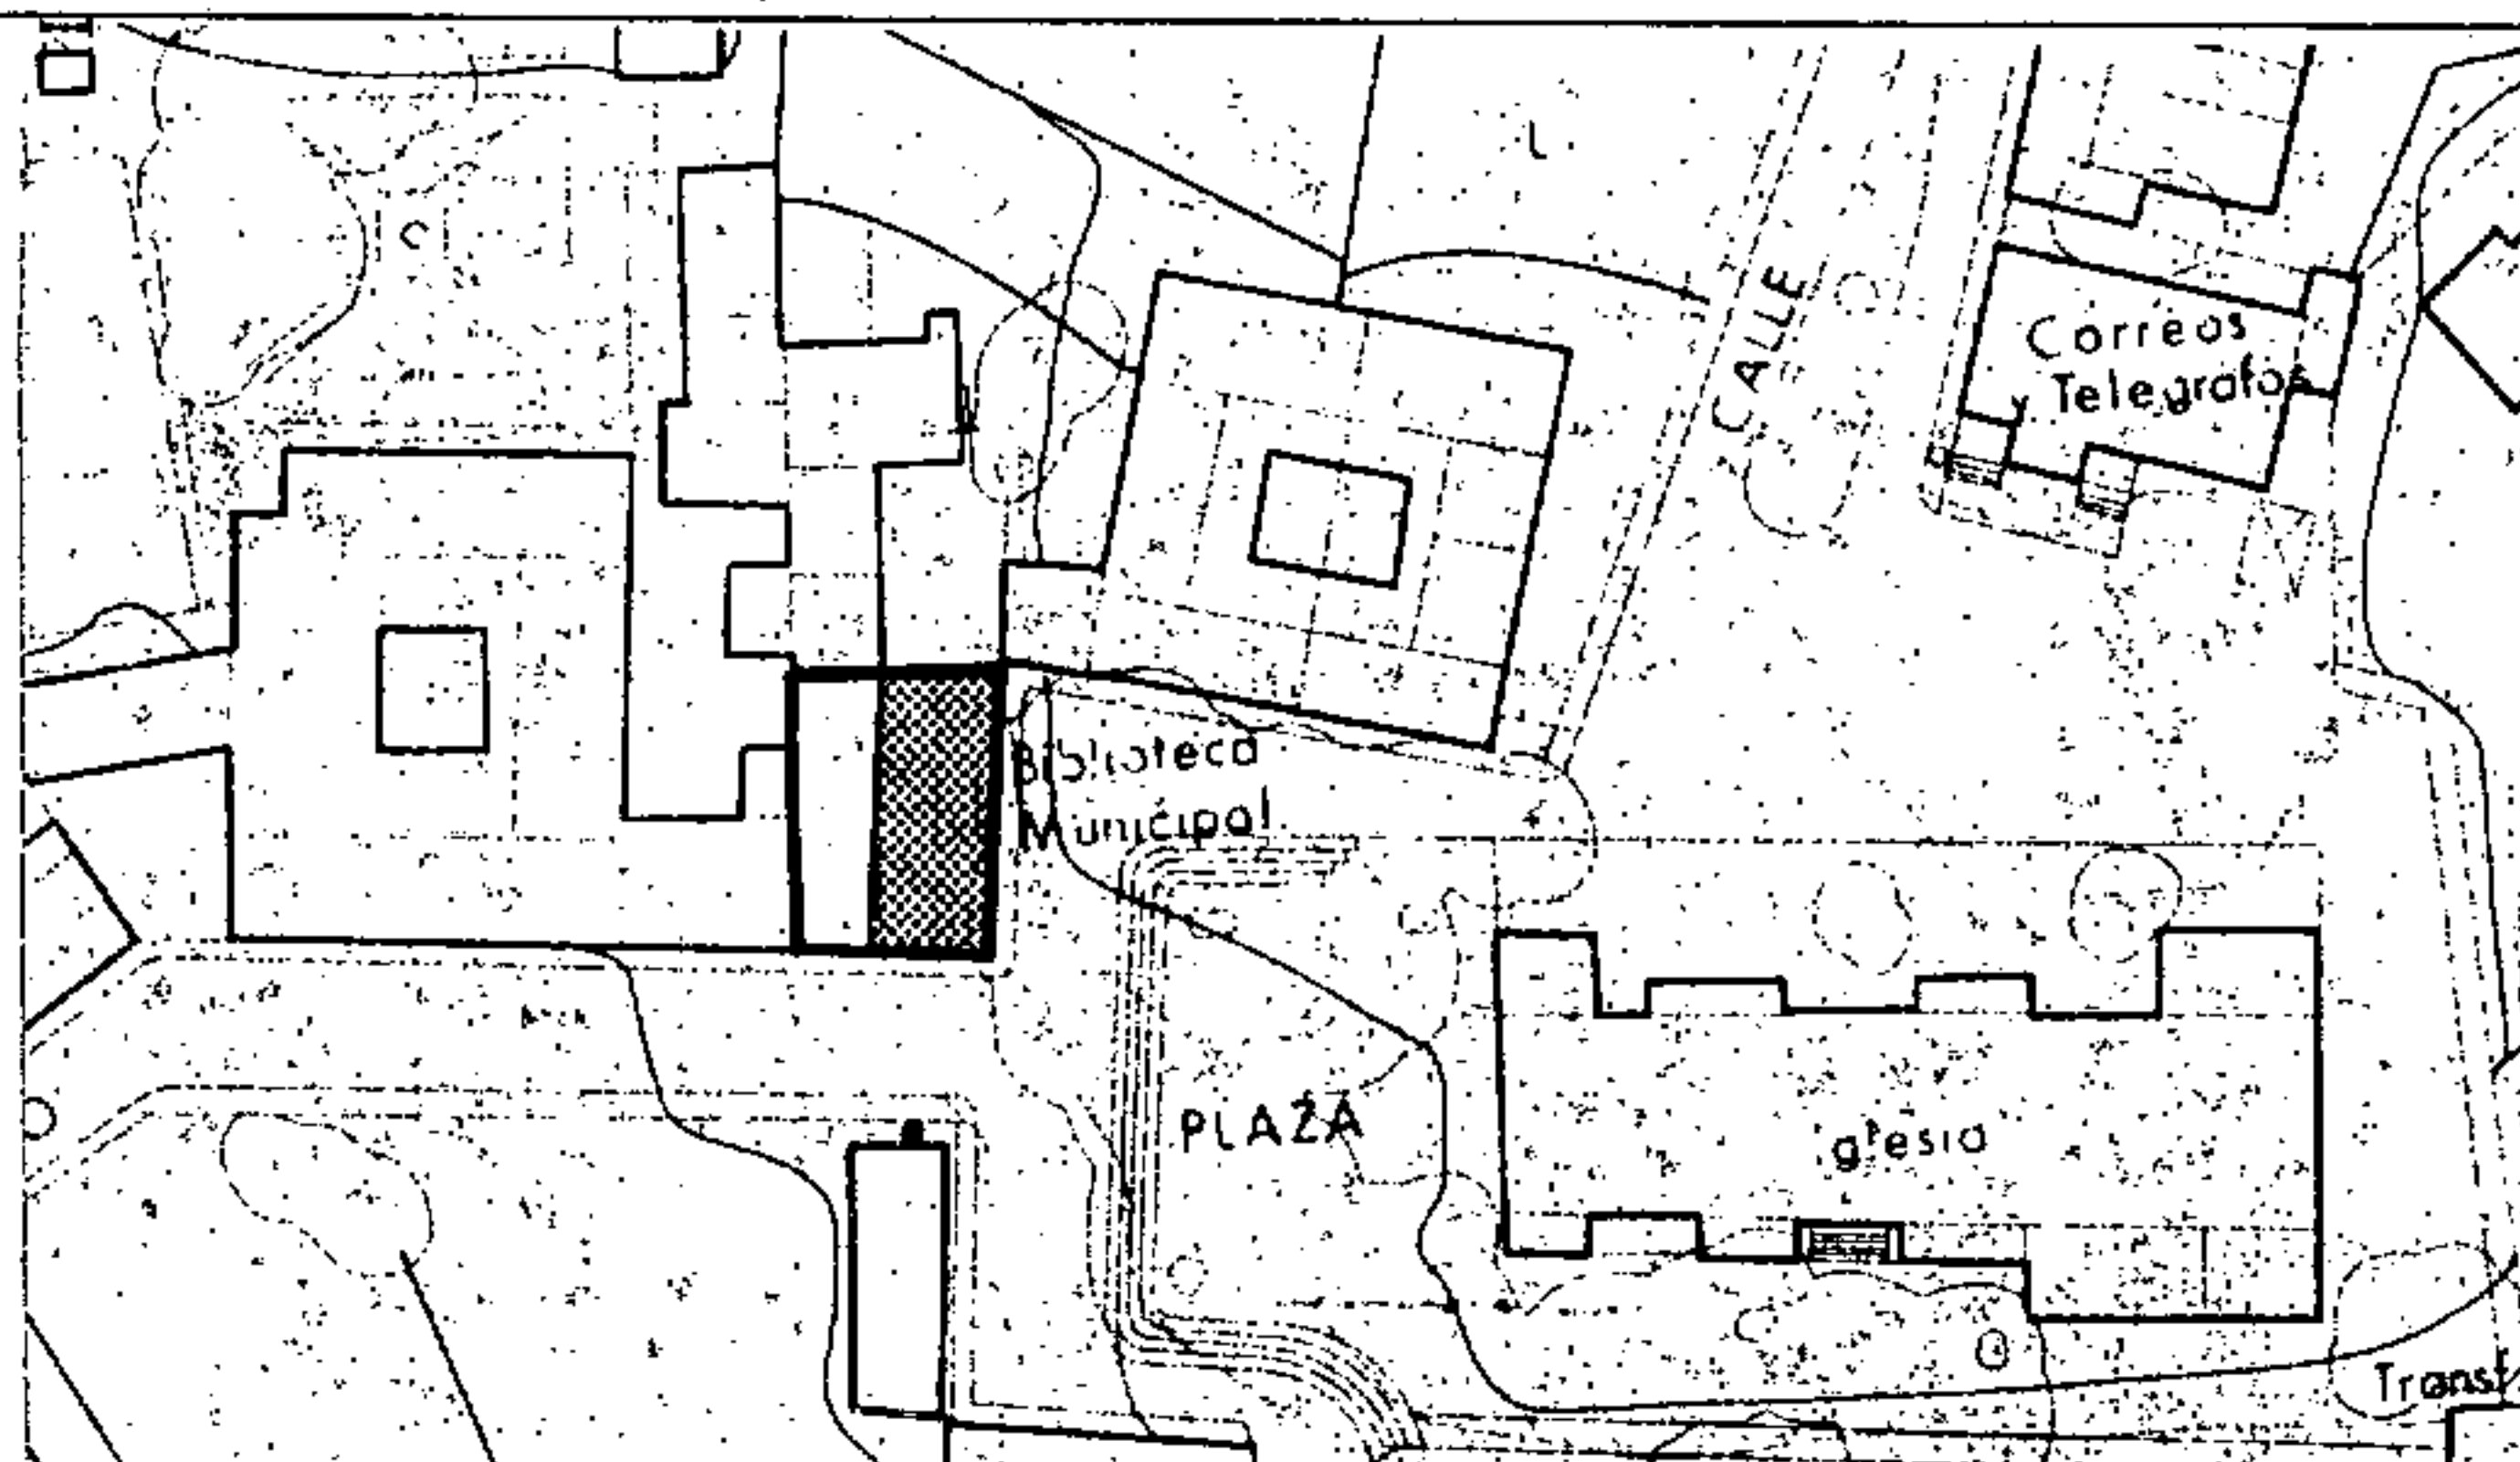 CALLE
Correos
y Telegrafos
Biblioteca
Municipal
PLAZA
glesia
Transf